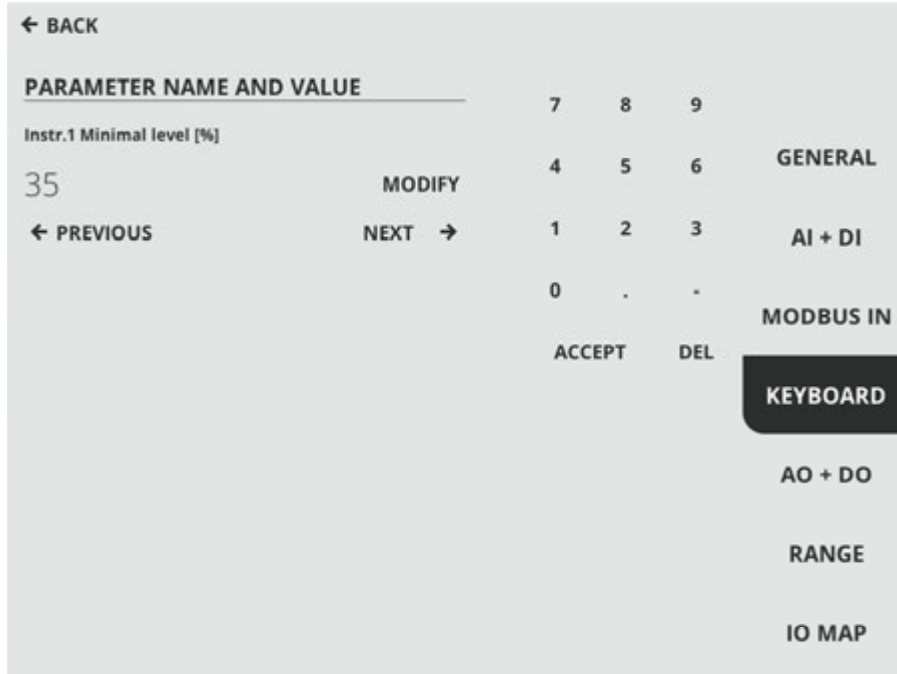 ← BACK
PARAMETER NAME AND VALUE
Instr.1 Minimal level [%]
35 MODIFY
← PREVIOUS NEXT →
7 8 9
4 5 6
1 2 3
0 . -
ACCEPT DEL
GENERAL
AI + DI
MODBUS IN
KEYBOARD
AO + DO
RANGE
IO MAP